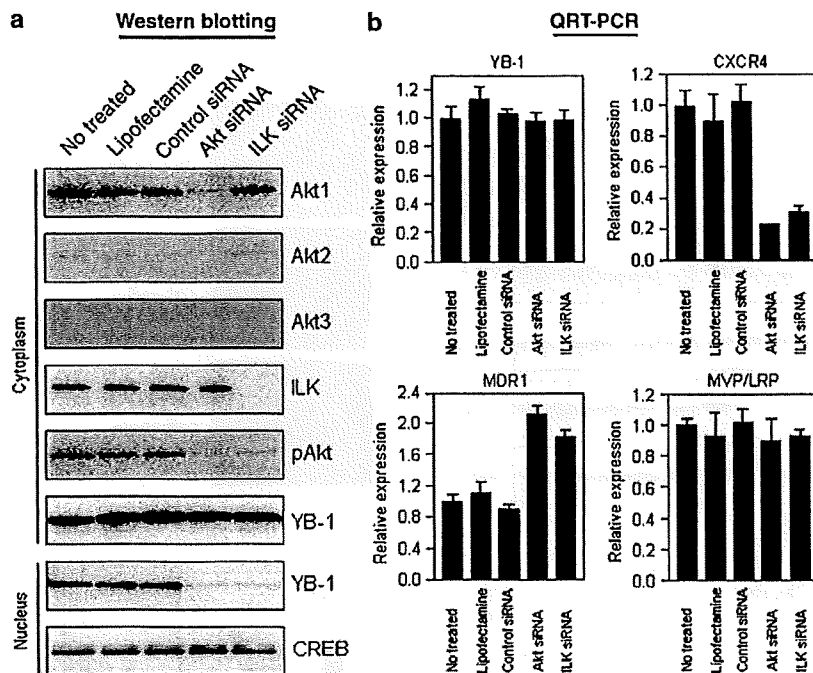 a
Western blotting
No treated
Lipofectamine
Control siRNA
Akt siRNA
ILK siRNA
Cytoplasm
Akt1
Akt2
Akt3
ILK
pAkt
YB-1
Nucleus
YB-1
CREB
b
QRT-PCR
YB-1
Relative expression
1.2
1.0
0.8
0.6
0.4
0.2
0.0
No treated
Lipofectamine
Control siRNA
Akt siRNA
ILK siRNA
CXCR4
Relative expression
1.2
1.0
0.8
0.6
0.4
0.2
0.0
No treated
Lipofectamine
Control siRNA
Akt siRNA
ILK siRNA
MDR1
Relative expression
2.4
2.0
1.6
1.2
0.8
0.4
0.0
No treated
Lipofectamine
Control siRNA
Akt siRNA
ILK siRNA
MVP/LRP
Relative expression
1.2
1.0
0.8
0.6
0.4
0.2
0.0
No treated
Lipofectamine
Control siRNA
Akt siRNA
ILK siRNA